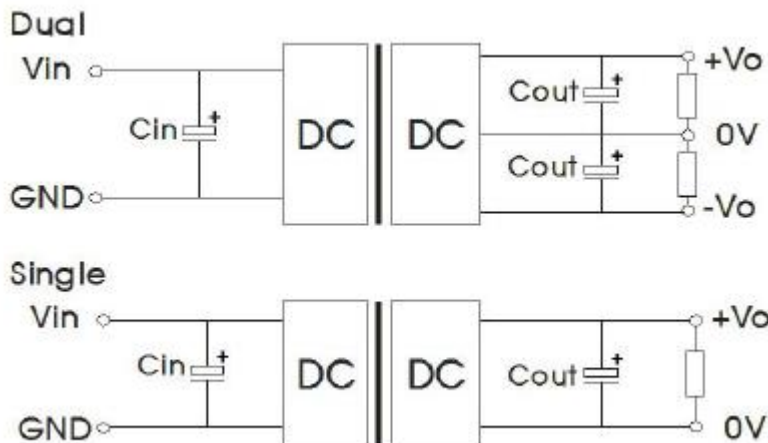 Dual
Vin
Cin
+
GND
DC
DC
Cout
+
Cout
+
+Vo
0V
-Vo
Single
Vin
Cin
+
GND
DC
DC
Cout
+
+Vo
0V